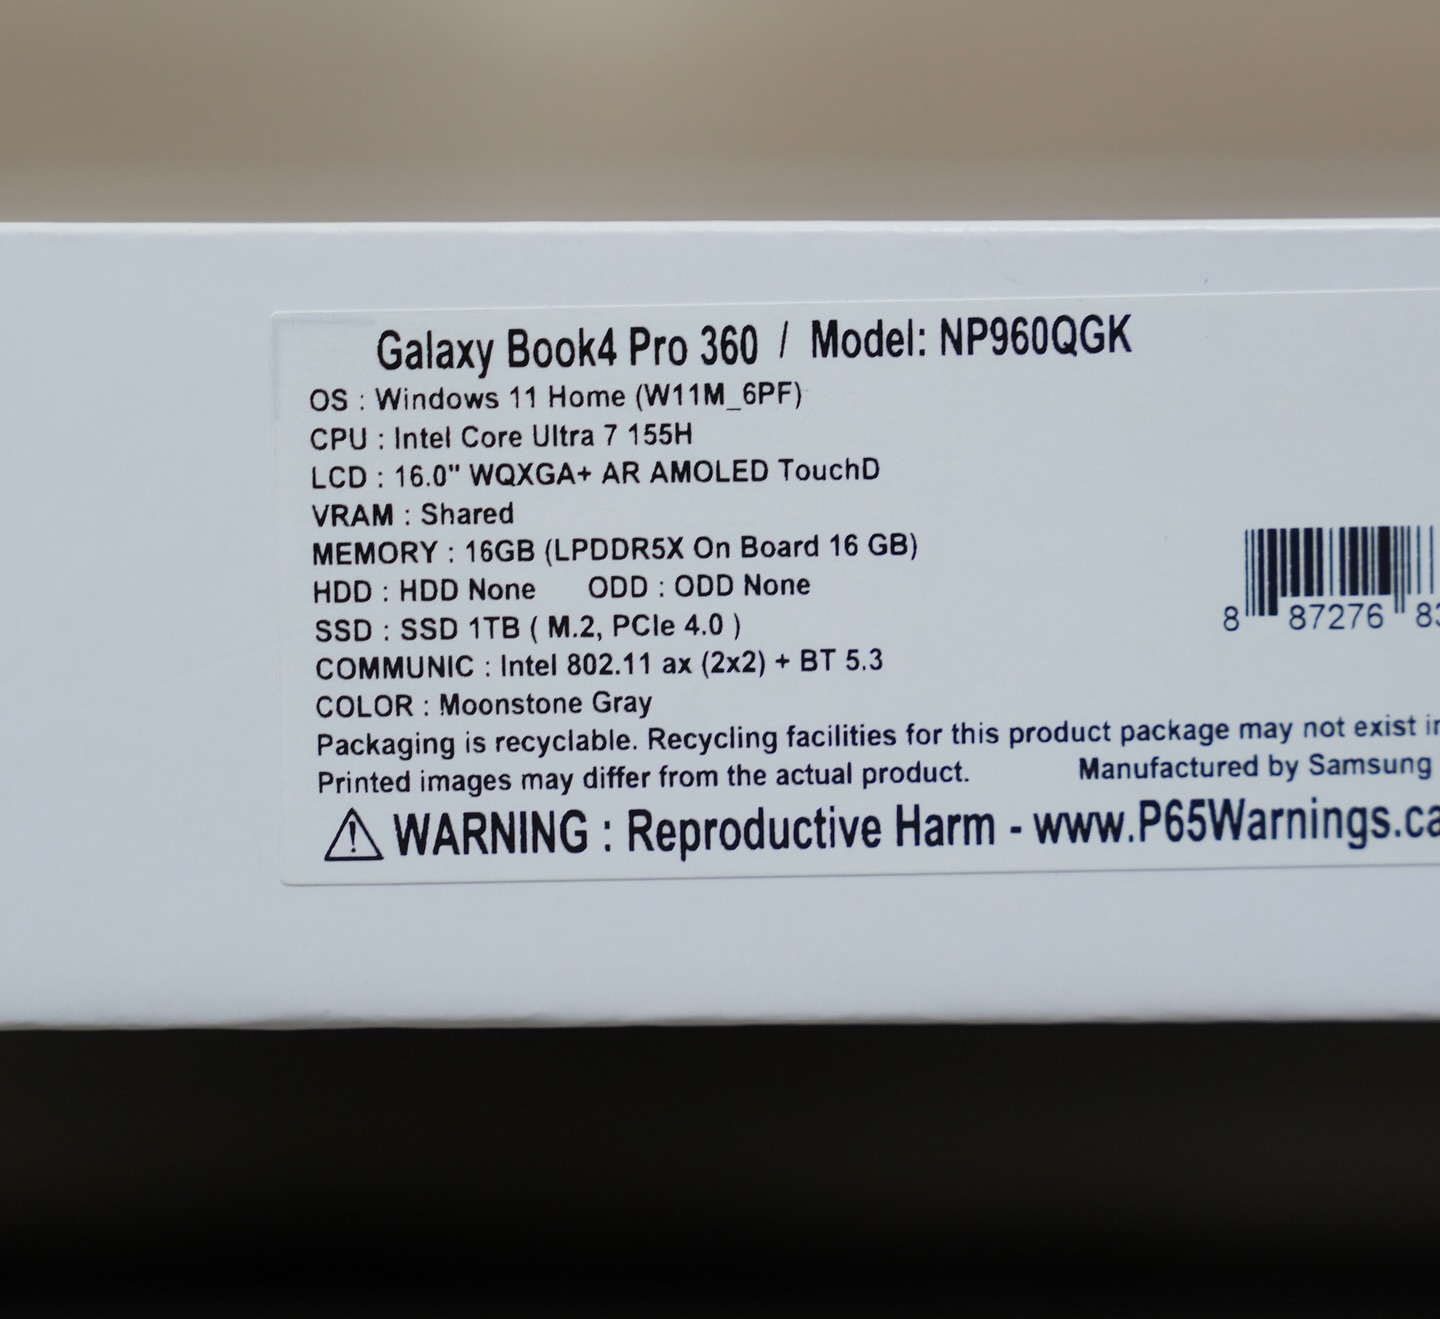 Galaxy Book4 Pro 360 / Model: NP960QGK
OS : Windows 11 Home (W11M_6PF)
CPU : Intel Core Ultra 7 155H
LCD : 16.0" WQXGA+ AR AMOLED TouchD
VRAM : Shared
MEMORY : 16GB (LPDDR5X On Board 16 GB)
HDD : HDD None ODD : ODD None
SSD : SSD 1TB ( M.2, PCIe 4.0 )
8 87276 83
COMMUNIC : Intel 802.11 ax (2x2) + BT 5.3
COLOR : Moonstone Gray
Packaging is recyclable. Recycling facilities for this product package may not exist in
Printed images may differ from the actual product. Manufactured by Samsung
WARNING : Reproductive Harm - www.P65Warnings.ca